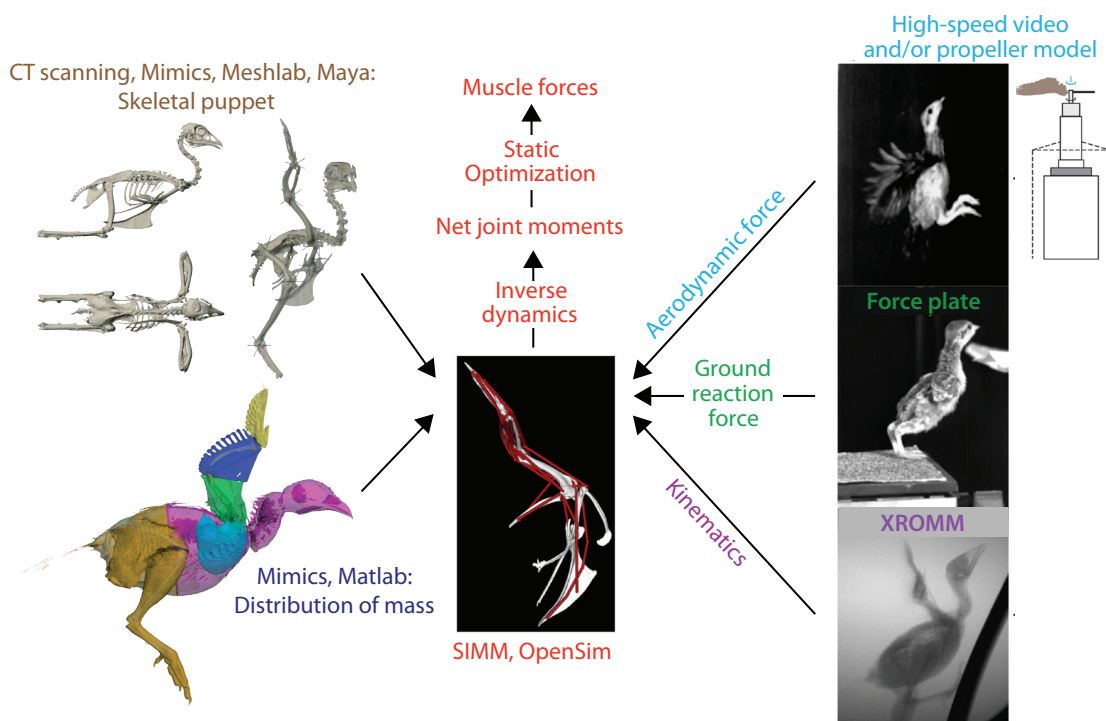 CT scanning, Mimics, Meshlab, Maya:
Skeletal puppet
Muscle forces
Static
Optimization
Net joint moments
Inverse
dynamics
SIMM, OpenSim
Mimics, Matlab:
Distribution of mass
High-speed video
and/or propeller model
Aerodynamic force
Force plate
Ground
reaction
force
Kinematics
XROMM